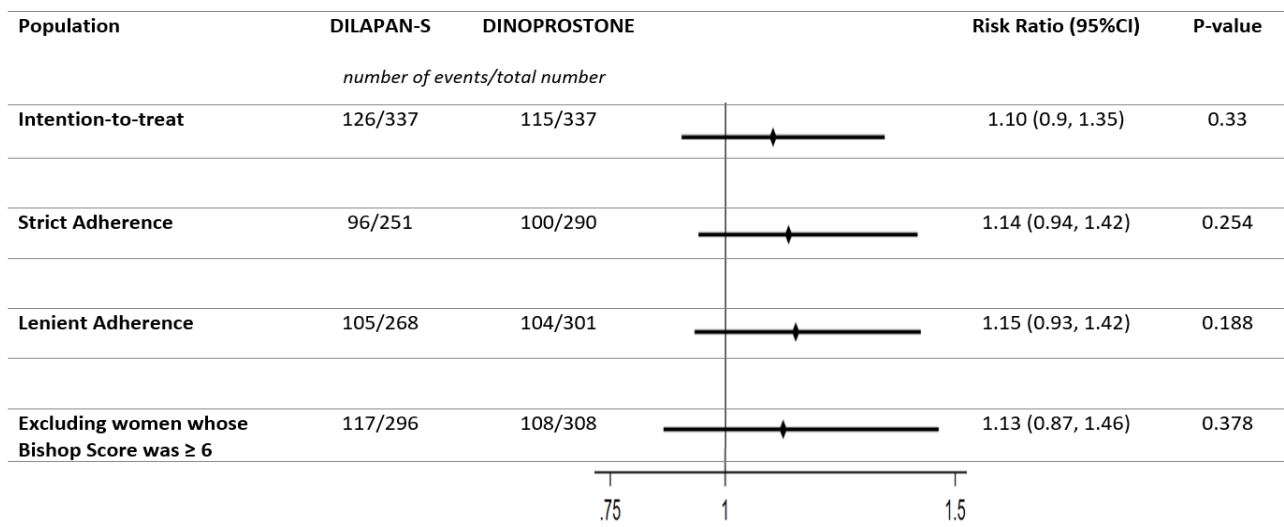 Population DILAPAN-S DINOPROSTONE Risk Ratio (95%CI) P-value
number of events/total number
Intention-to-treat 126/337 115/337 1.10 (0.9, 1.35) 0.33
Strict Adherence 96/251 100/290 1.14 (0.94, 1.42) 0.254
Lenient Adherence 105/268 104/301 1.15 (0.93, 1.42) 0.188
Excluding women whose 117/296 108/308 1.13 (0.87, 1.46) 0.378
Bishop Score was ≥ 6
.75 1 1.5